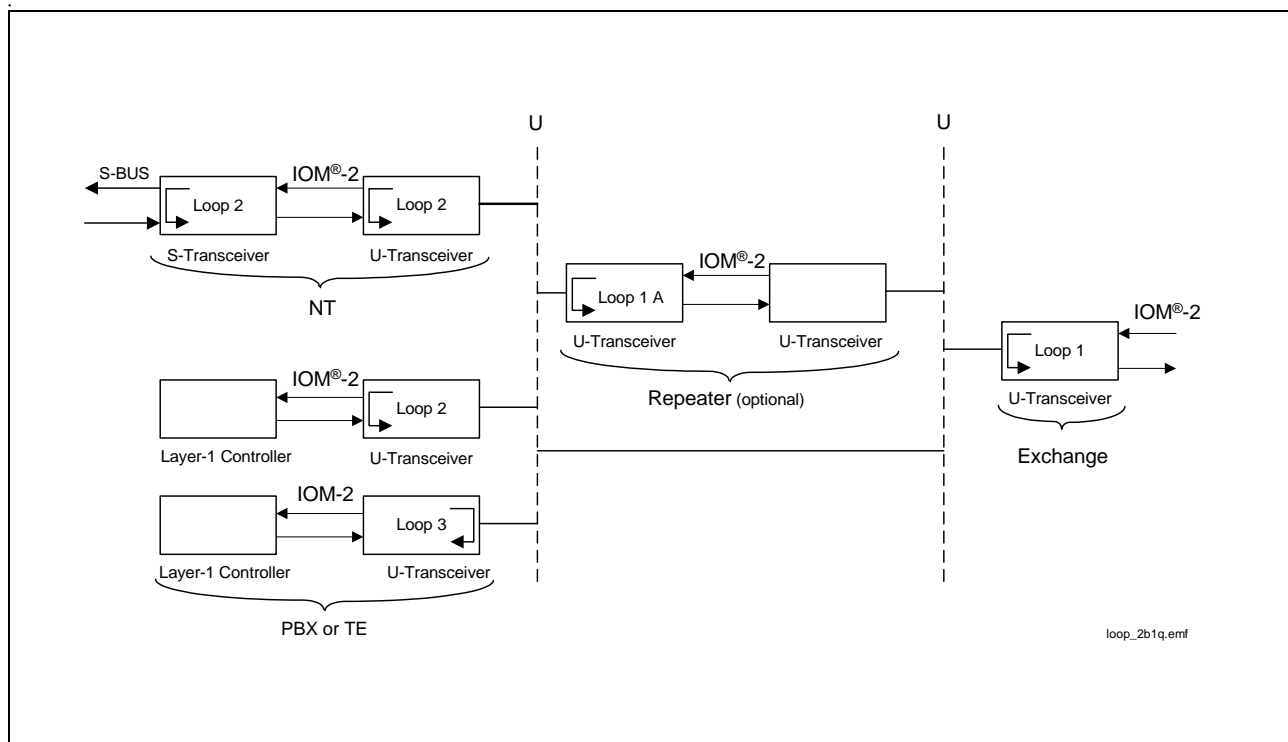 .
U U
S-BUS IOM®-2
Loop 2 Loop 2
S-Transceiver U-Transceiver
NT
IOM®-2
Loop 1 A
U-Transceiver U-Transceiver
Repeater (optional)
IOM®-2
Loop 1
U-Transceiver
Exchange
IOM®-2
Loop 2
Layer-1 Controller U-Transceiver
IOM-2
Loop 3
Layer-1 Controller U-Transceiver
PBX or TE
loop_2b1q.emf